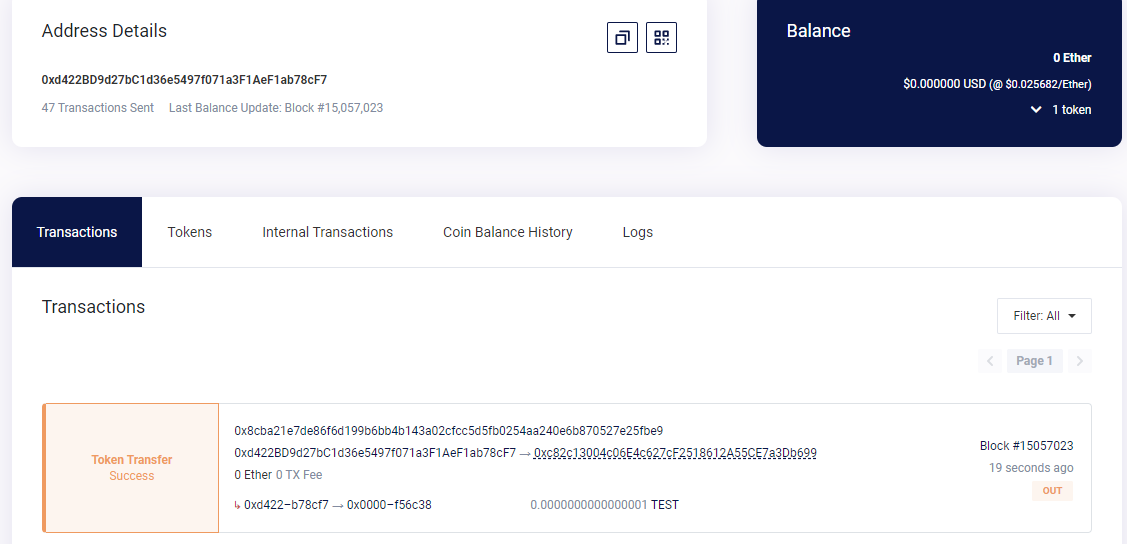 Address Details
0xd422BD9d27bC1d36e5497f071a3F1AeF1ab78cF7
47 Transactions Sent Last Balance Update: Block #15,057,023
Balance
0 Ether
$0.000000 USD (@ $0.025682/Ether)
1 token
Transactions Tokens Internal Transactions Coin Balance History Logs
Transactions
Filter: All
Page 1
Token Transfer
Success
0x8cba21e7de86f6d199b6bb4b143a02cfcc5d5fb0254aa240e6b870527e25fbe9
0xd422BD9d27bC1d36e5497f071a3F1AeF1ab78cF7 → 0xc82c13004c06E4c627cF2518612A55CE7a3Db699
0 Ether 0 TX Fee
↳ 0xd422–b78cf7 → 0x0000–f56c38 0.0000000000000001 TEST
Block #15057023
19 seconds ago
OUT